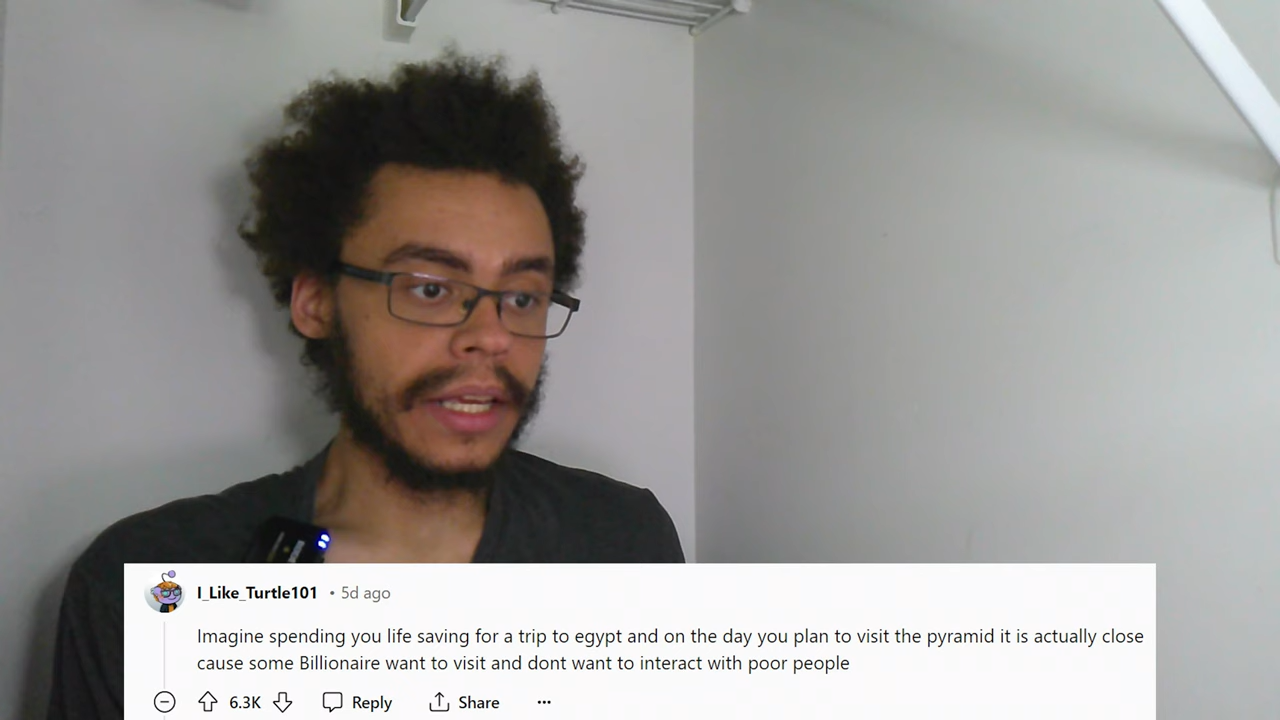 I_Like_Turtle101 • 5d ago
Imagine spending you life saving for a trip to egypt and on the day you plan to visit the pyramid it is actually close
cause some Billionaire want to visit and dont want to interact with poor people
6.3K Reply Share ...